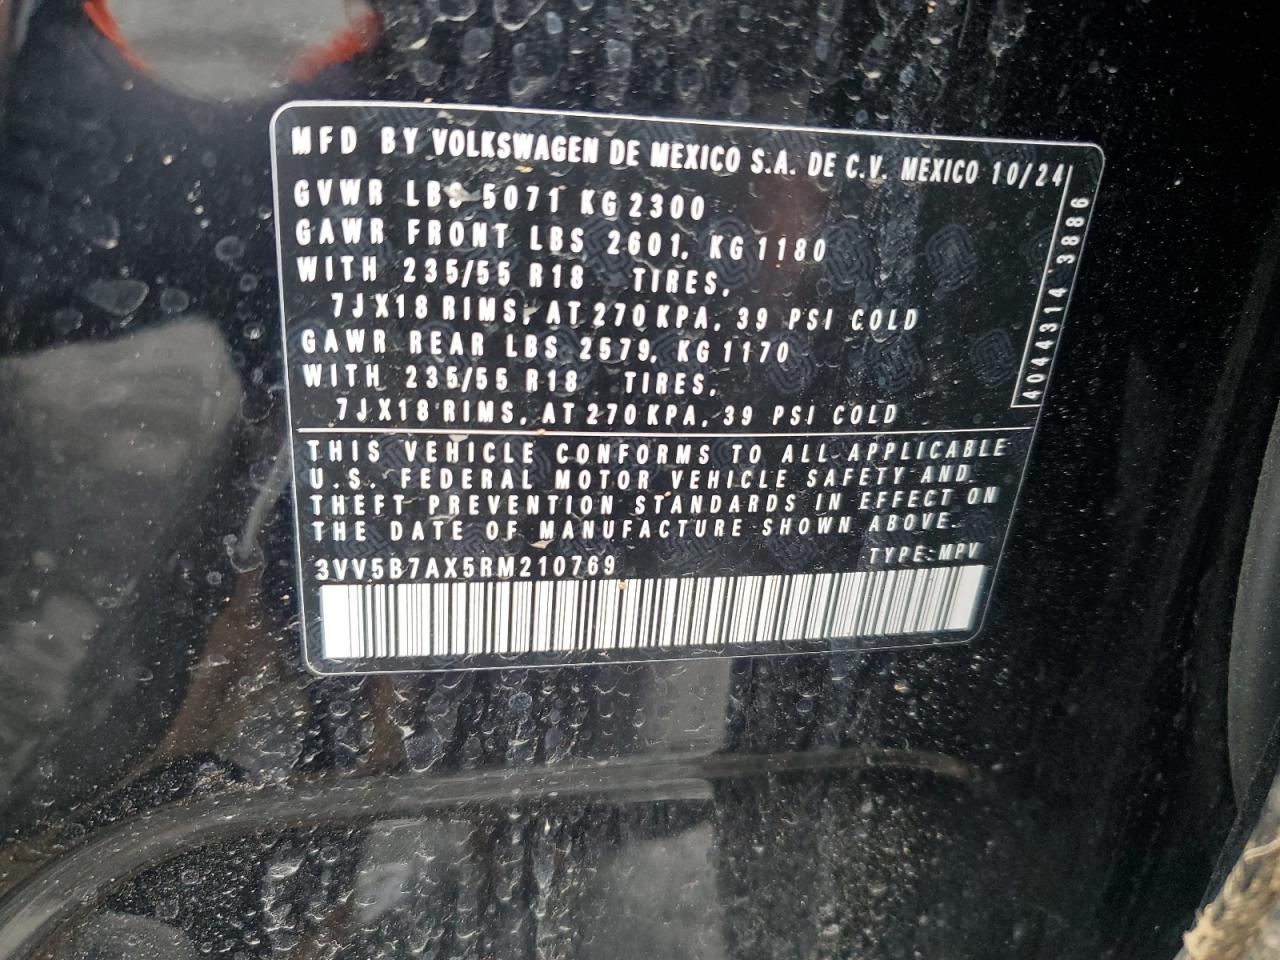 MFD BY VOLKSWAGEN DE MEXICO S.A. DE C.V. MEXICO 10/24
GVWR LBS 5071 KG 2300
GAWR FRONT LBS 2601, KG 1180
WITH 235/55 R18 TIRES,
7JX18 RIMS, AT 270 KPA, 39 PSI COLD
GAWR REAR LBS 2579, KG 1170
WITH 235/55 R18 TIRES,
7JX18 RIMS, AT 270 KPA, 39 PSI COLD
4044314 3886
THIS VEHICLE CONFORMS TO ALL APPLICABLE
U.S. FEDERAL MOTOR VEHICLE SAFETY AND
THEFT PREVENTION STANDARDS IN EFFECT ON
THE DATE OF MANUFACTURE SHOWN ABOVE.
3VV5B7AX5RM210769 TYPE: MPV